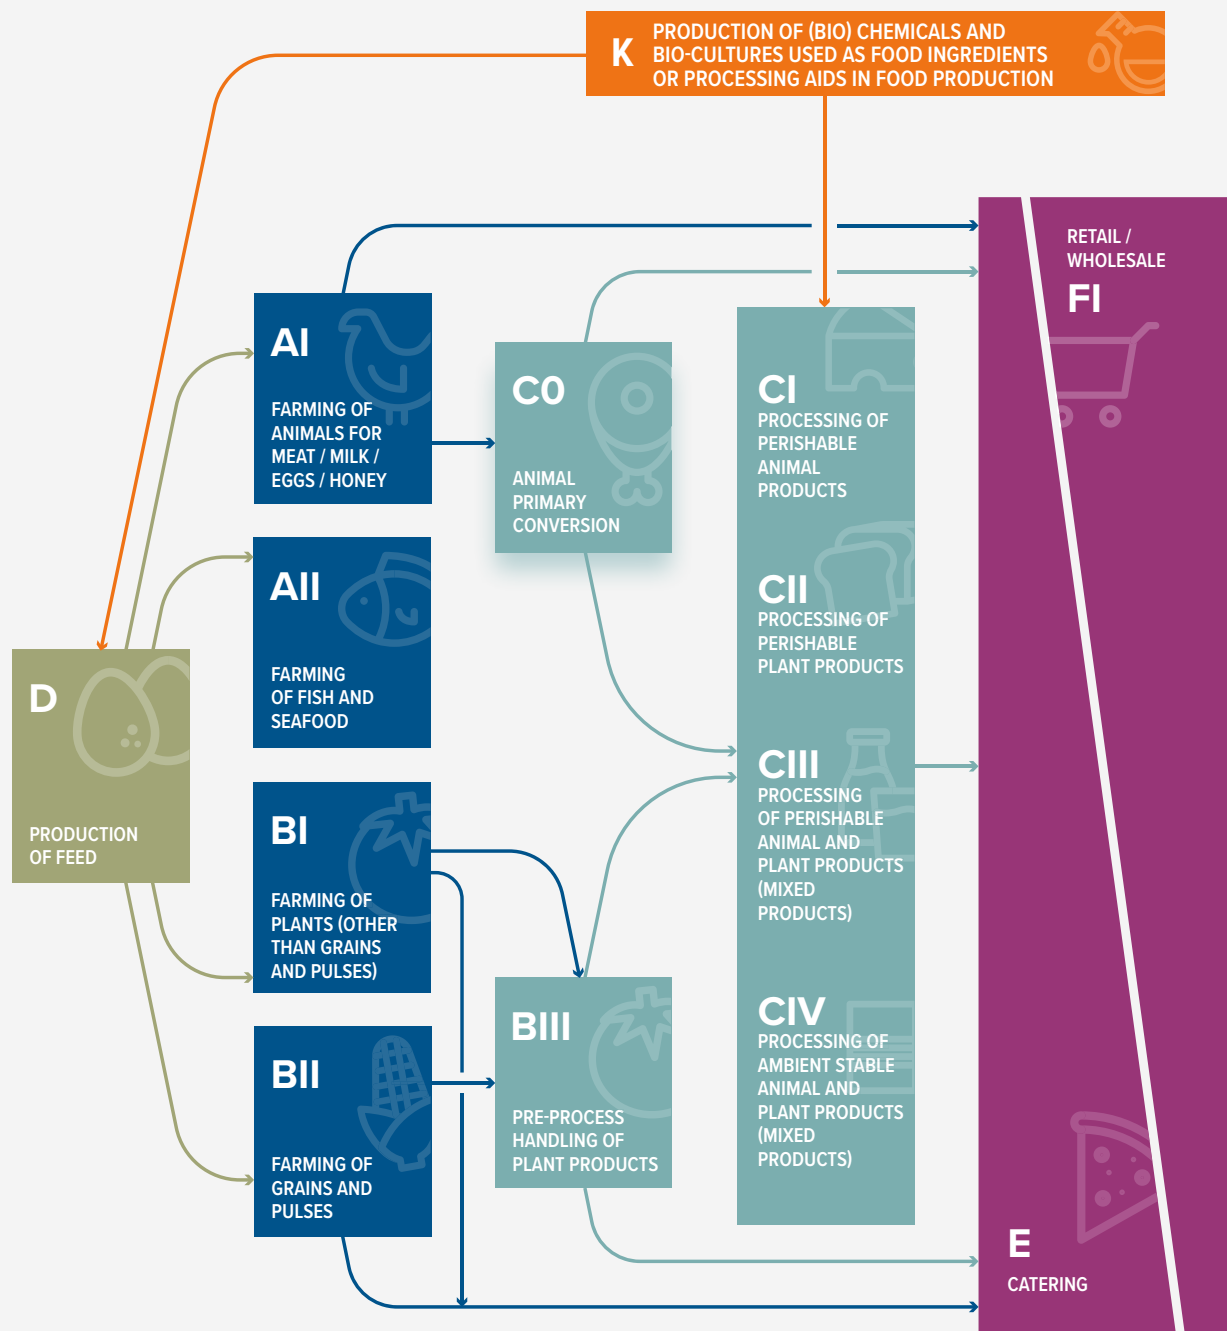 K
PRODUCTION OF (BIO) CHEMICALS AND
BIO-CULTURES USED AS FOOD INGREDIENTS
OR PROCESSING AIDS IN FOOD PRODUCTION
RETAIL /
WHOLESALE
FI
AI
FARMING OF
ANIMALS FOR
MEAT / MILK /
EGGS / HONEY
C0
ANIMAL
PRIMARY
CONVERSION
CI
PROCESSING OF
PERISHABLE
ANIMAL
PRODUCTS
AII
FARMING
OF FISH AND
SEAFOOD
CII
PROCESSING OF
PERISHABLE
PLANT PRODUCTS
D
PRODUCTION
OF FEED
BI
FARMING OF
PLANTS (OTHER
THAN GRAINS
AND PULSES)
CIII
PROCESSING
OF PERISHABLE
ANIMAL AND
PLANT PRODUCTS
(MIXED
PRODUCTS)
BII
FARMING OF
GRAINS AND
PULSES
BIII
PRE-PROCESS
HANDLING OF
PLANT PRODUCTS
CIV
PROCESSING OF
AMBIENT STABLE
ANIMAL AND
PLANT PRODUCTS
(MIXED
PRODUCTS)
E
CATERING